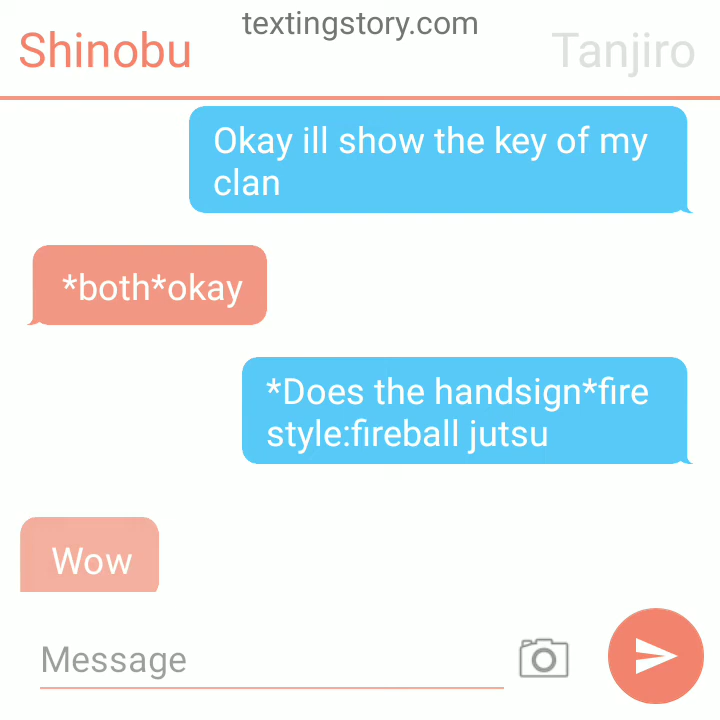 textingstory.com
Shinobu
Tanjiro
Okay ill show the key of my
clan
*both*okay
*Does the handsign*fire
style:fireball jutsu
Wow
Message